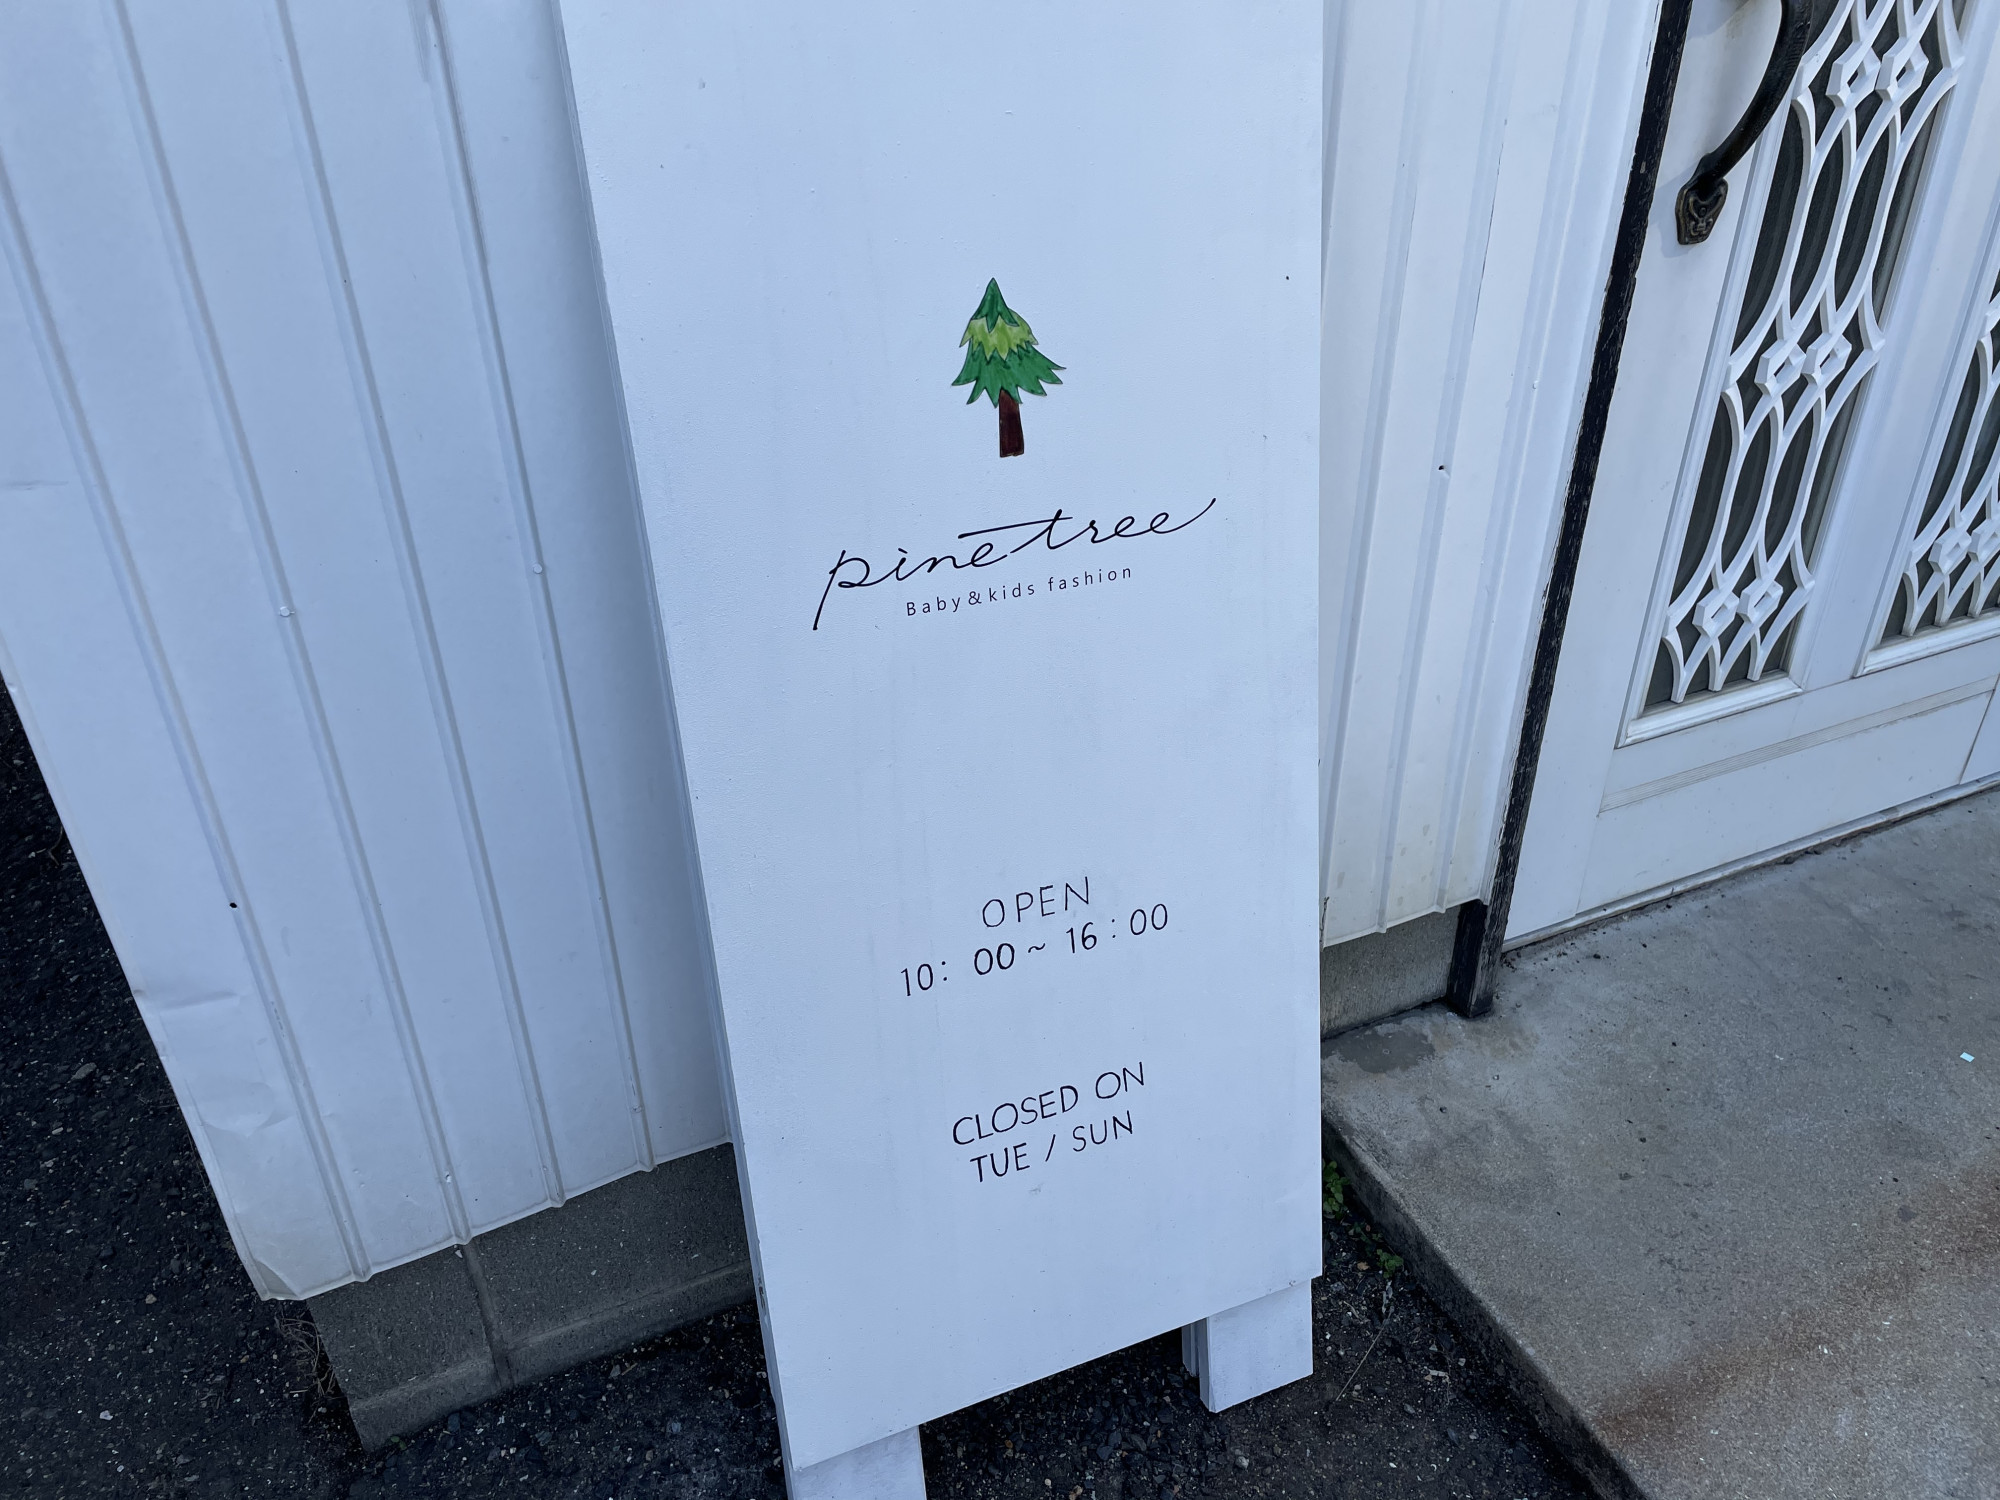 pinetree
Baby&kids fashion
OPEN
10: 00~16:00
CLOSED ON
TUE / SUN